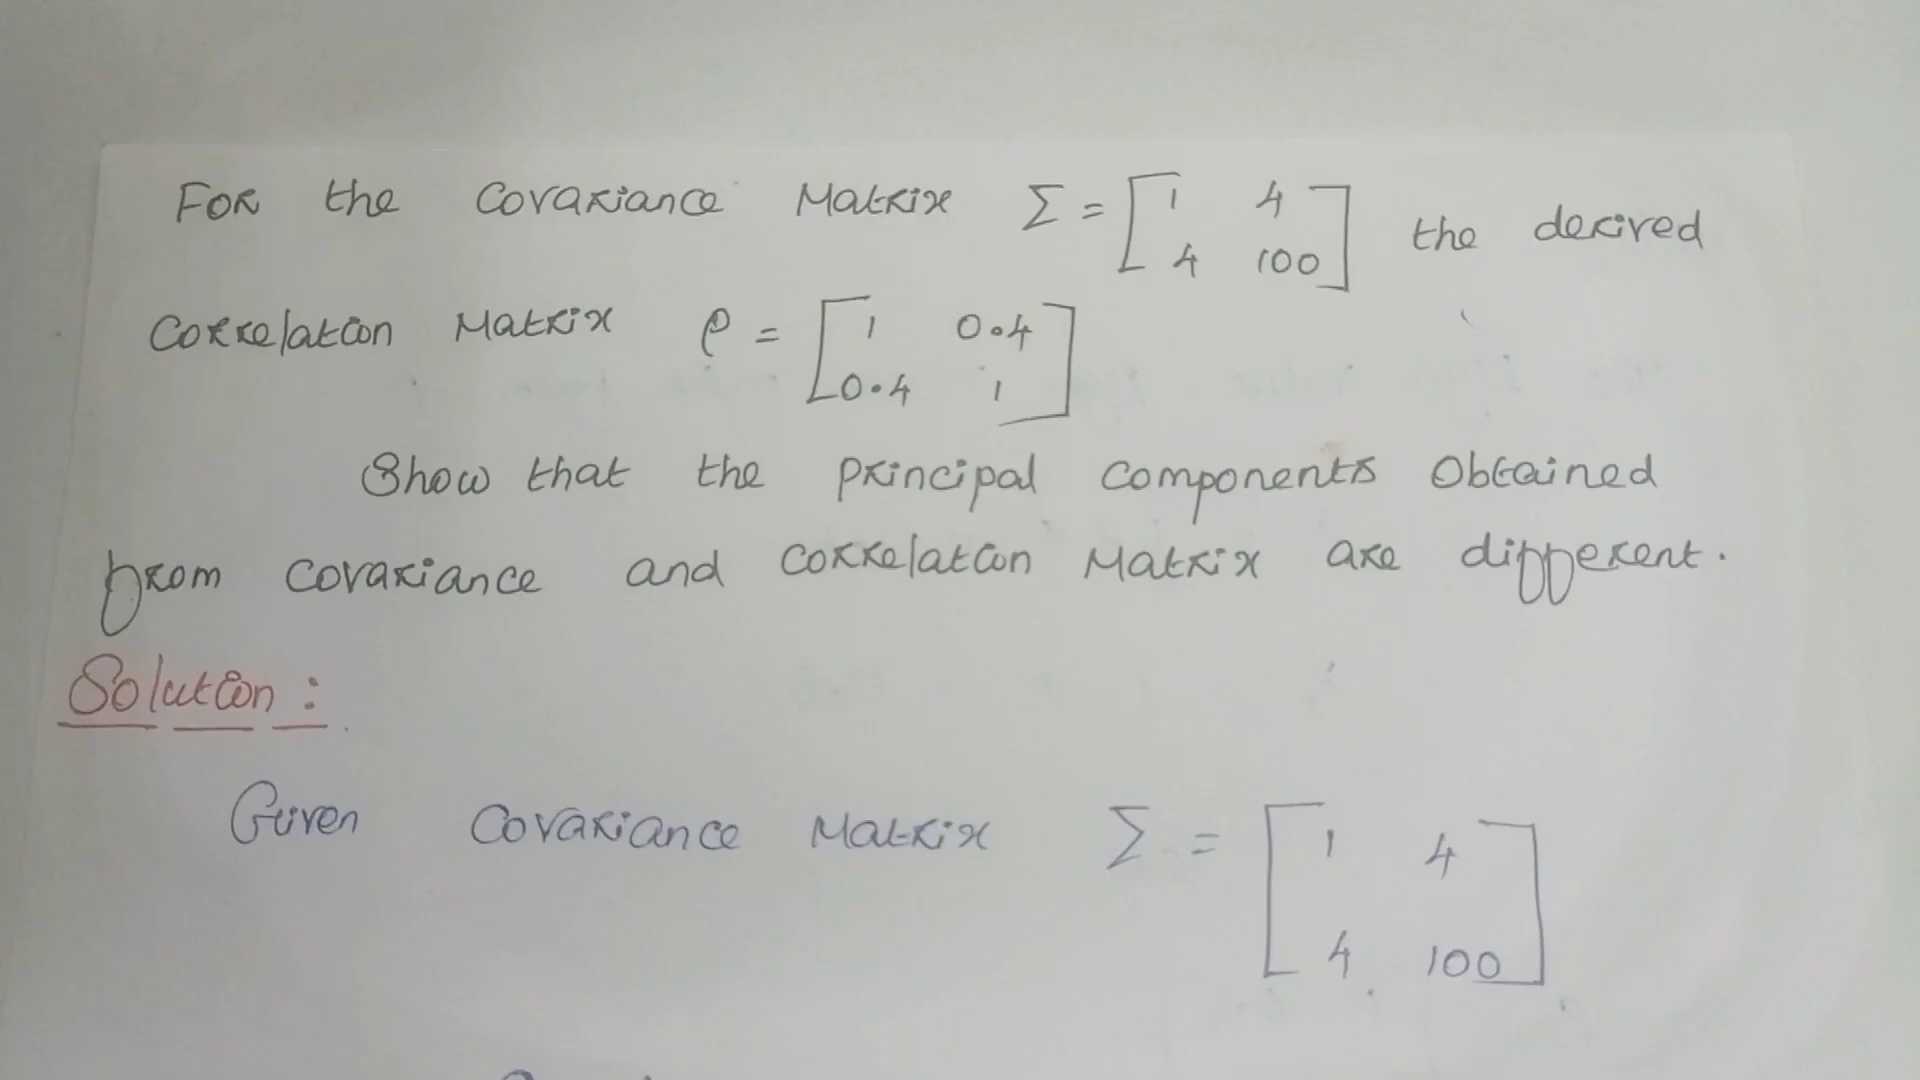 For the Covariance Matrix Σ = [1 4
4 100] the derived
Correlation Matrix ρ = [1 0.4
0.4 1]
Show that the principal components Obtained
from covariance and correlation Matrix are different.
Solution:
Given Covariance Matrix Σ = [1 4
4 100]